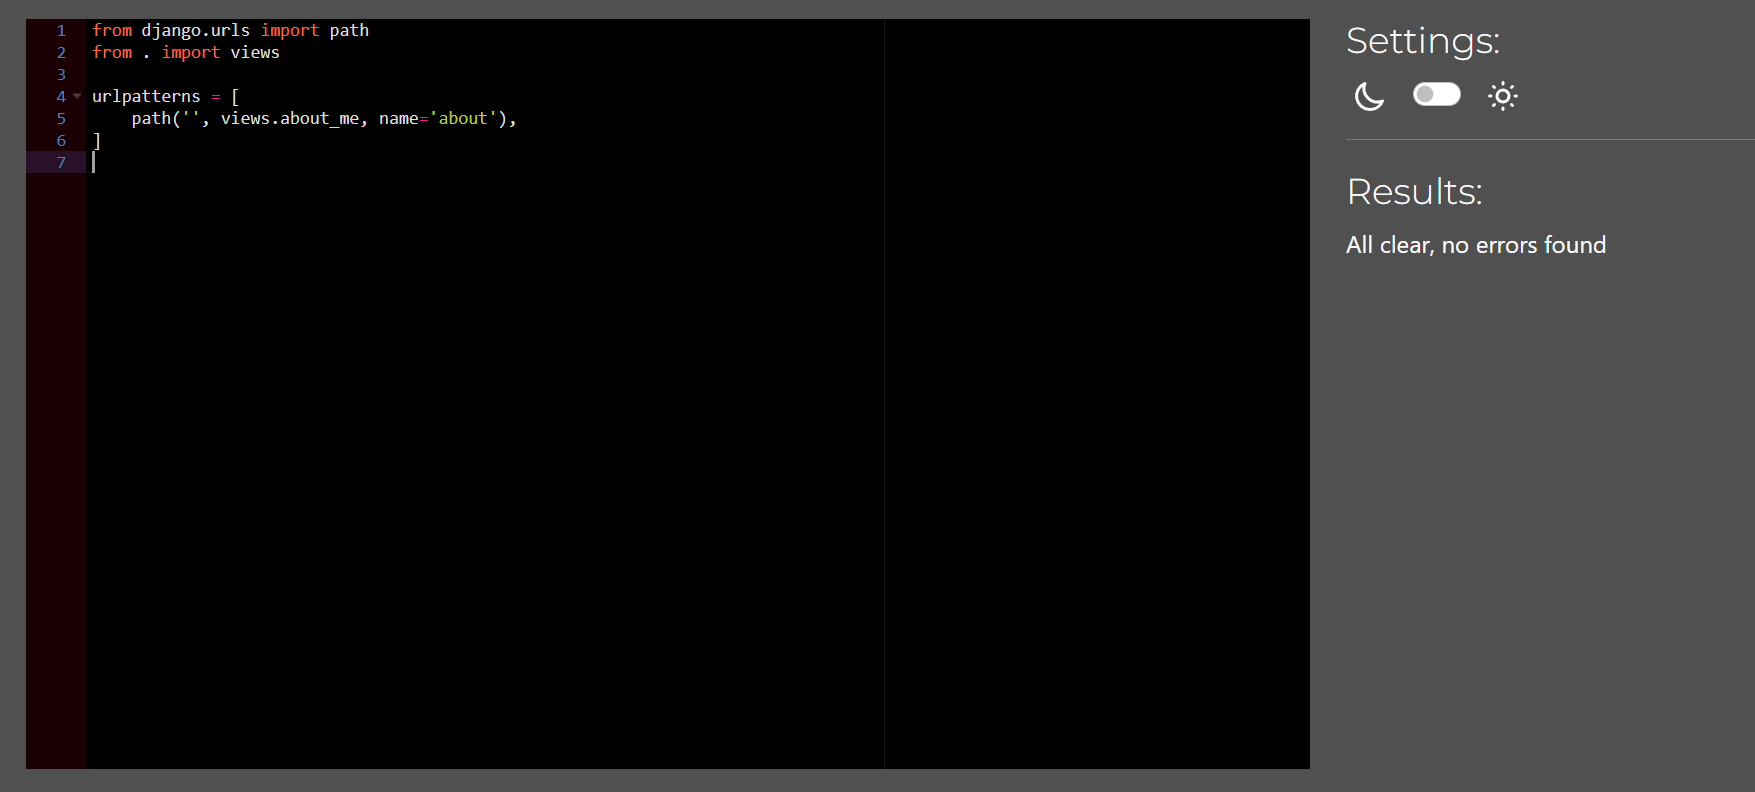 1 from django.urls import path
2 from . import views
3
4 urlpatterns = [
5     path('', views.about_me, name='about'),
6 ]
7
Settings:
Results:
All clear, no errors found